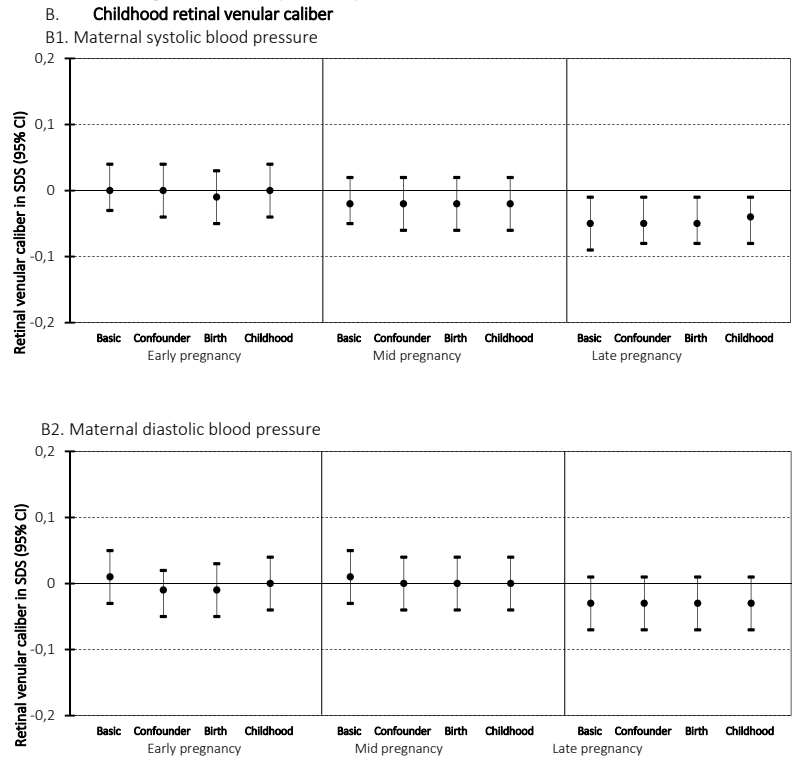 B. Childhood retinal venular caliber
B1. Maternal systolic blood pressure
Retinal venular caliber in SDS (95% CI)
0,2
0,1
0
-0,1
-0,2
Basic Confounder Birth Childhood Basic Confounder Birth Childhood Basic Confounder Birth Childhood
Early pregnancy Mid pregnancy Late pregnancy
B2. Maternal diastolic blood pressure
Retinal venular caliber in SDS (95% CI)
0,2
0,1
0
-0,1
-0,2
Basic Confounder Birth Childhood Basic Confounder Birth Childhood Basic Confounder Birth Childhood
Early pregnancy Mid pregnancy Late pregnancy